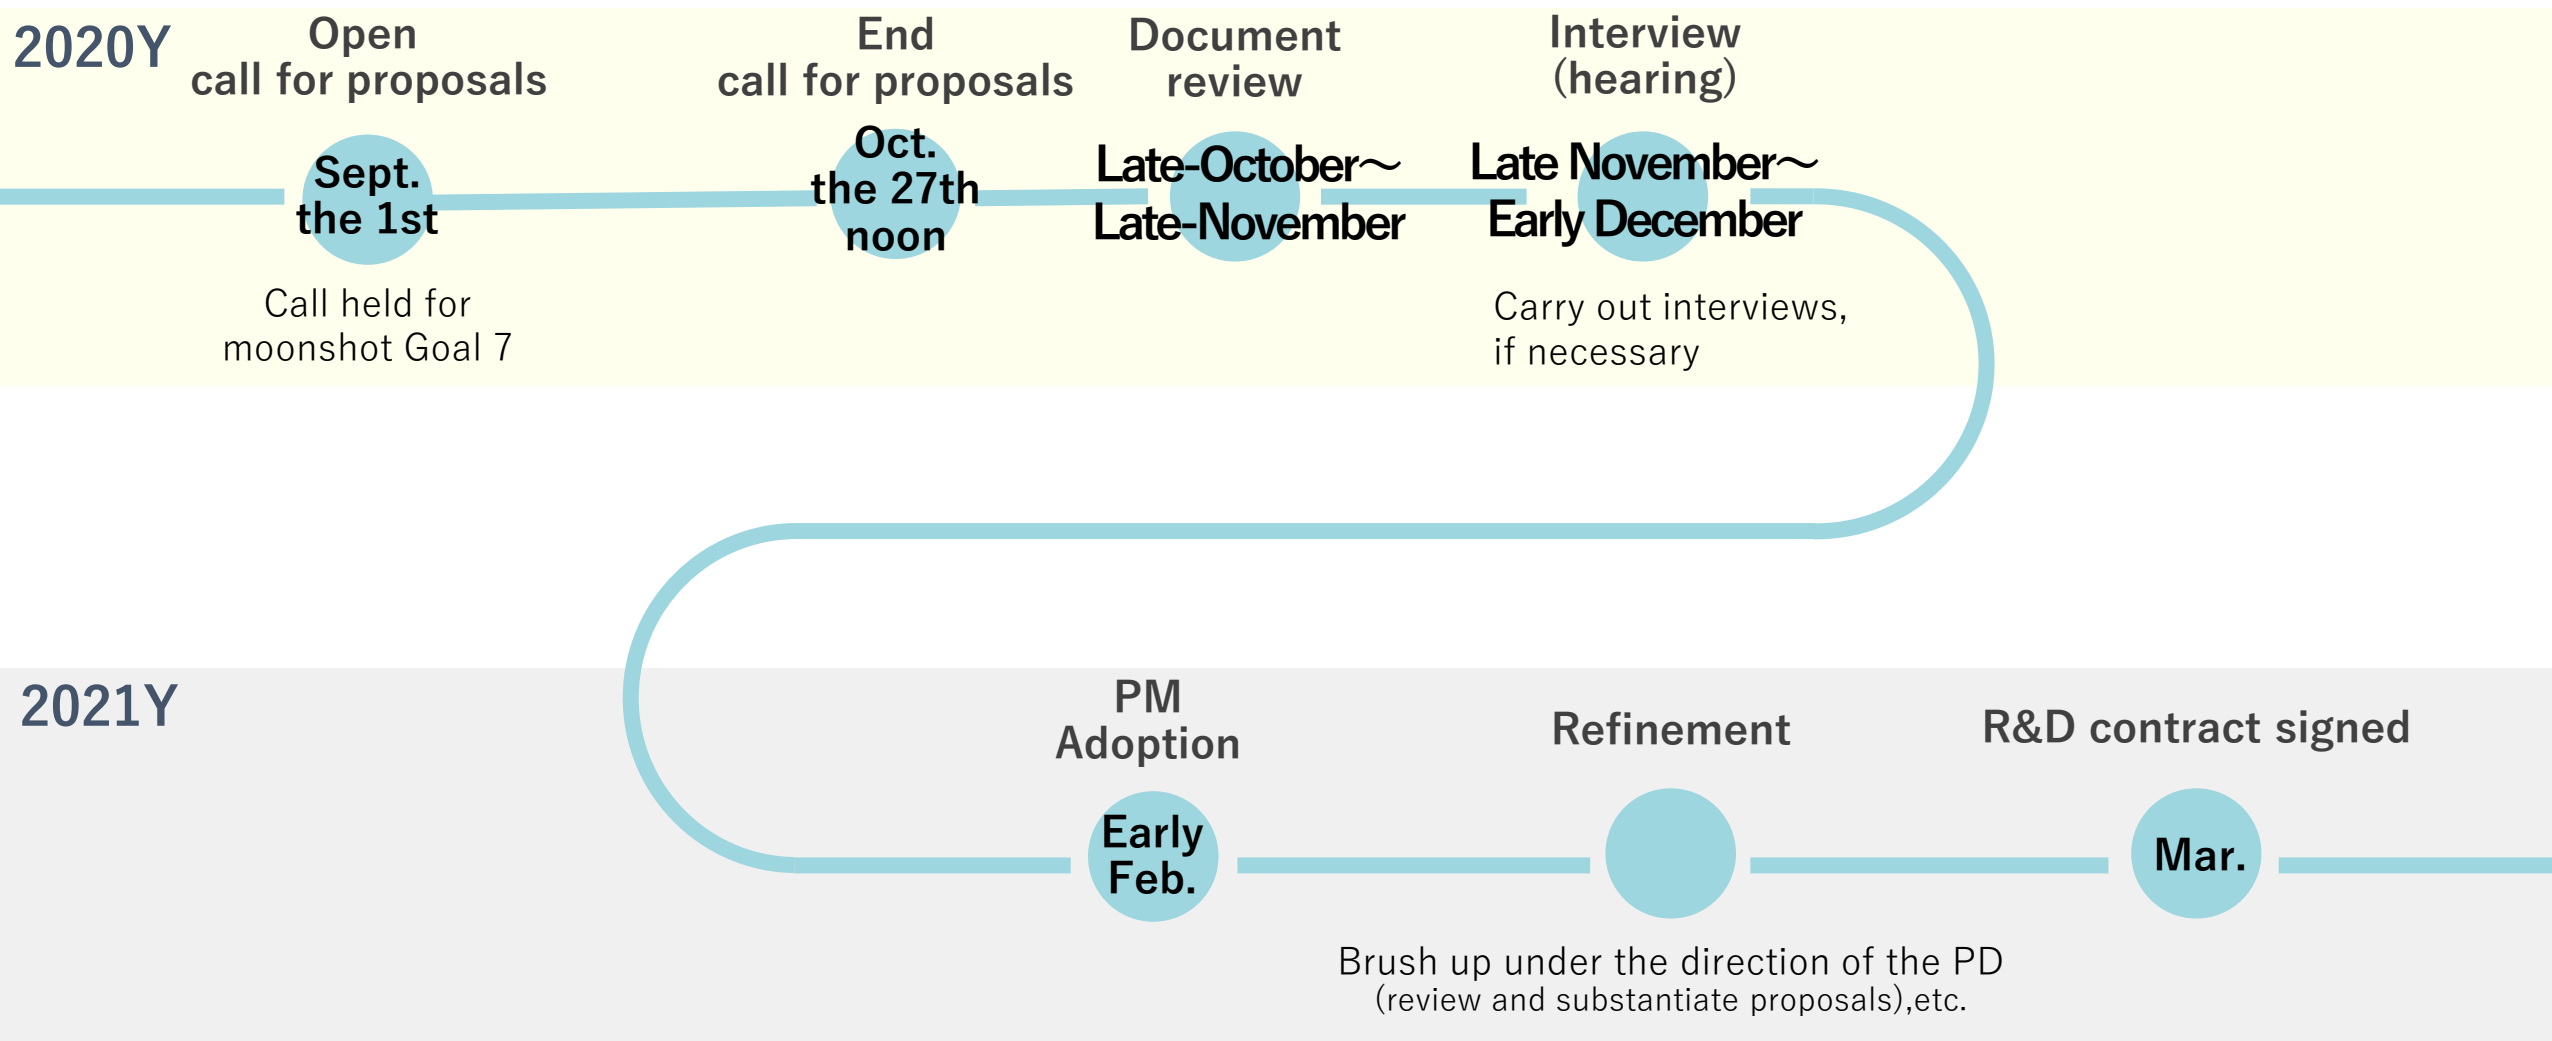 2020Y
Open
call for proposals
Sept.
the 1st
Call held for
moonshot Goal 7
End
call for proposals
Oct.
the 27th
noon
Document
review
Late-October～
Late-November
Interview
(hearing)
Late November～
Early December
Carry out interviews,
if necessary
2021Y
PM
Adoption
Early
Feb.
Refinement
Brush up under the direction of the PD
(review and substantiate proposals),etc.
R&D contract signed
Mar.